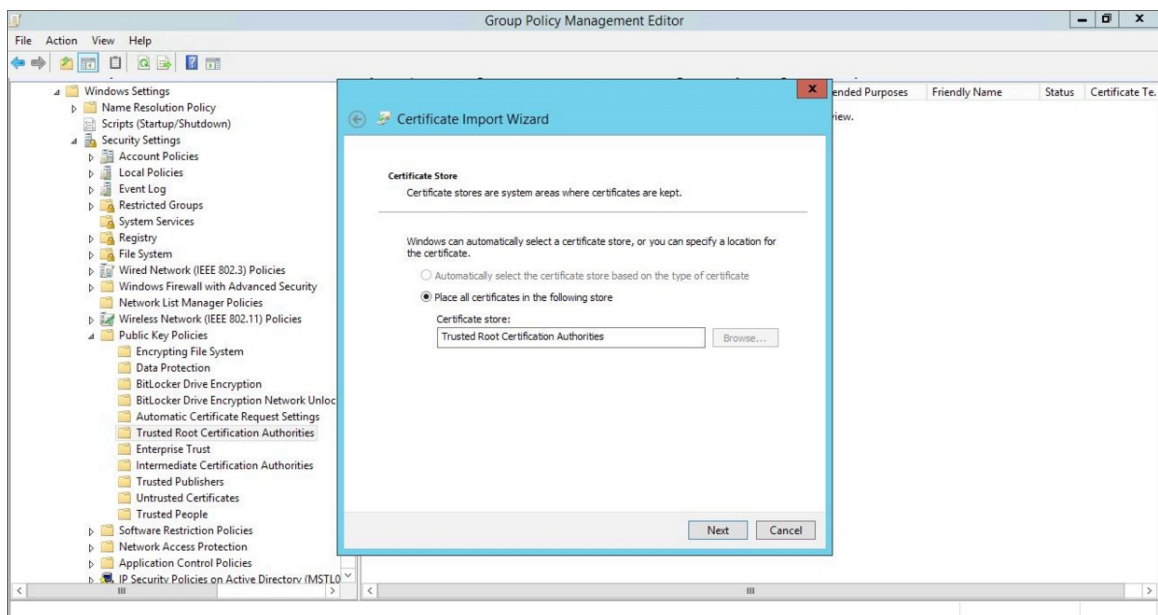 Group Policy Management Editor
File Action View Help
Windows Settings
Name Resolution Policy
Scripts (Startup/Shutdown)
Security Settings
Account Policies
Local Policies
Event Log
Restricted Groups
System Services
Registry
File System
Wired Network (IEEE 802.3) Policies
Windows Firewall with Advanced Security
Network List Manager Policies
Wireless Network (IEEE 802.11) Policies
Public Key Policies
Encrypting File System
Data Protection
BitLocker Drive Encryption
BitLocker Drive Encryption Network Unloc
Automatic Certificate Request Settings
Trusted Root Certification Authorities
Enterprise Trust
Intermediate Certification Authorities
Trusted Publishers
Untrusted Certificates
Trusted People
Software Restriction Policies
Network Access Protection
Application Control Policies
IP Security Policies on Active Directory (MSTL0
ended Purposes Friendly Name Status Certificate Te.
view.
Certificate Import Wizard
Certificate Store
Certificate stores are system areas where certificates are kept.
Windows can automatically select a certificate store, or you can specify a location for
the certificate.
Automatically select the certificate store based on the type of certificate
Place all certificates in the following store
Certificate store:
Trusted Root Certification Authorities
Browse...
Next Cancel